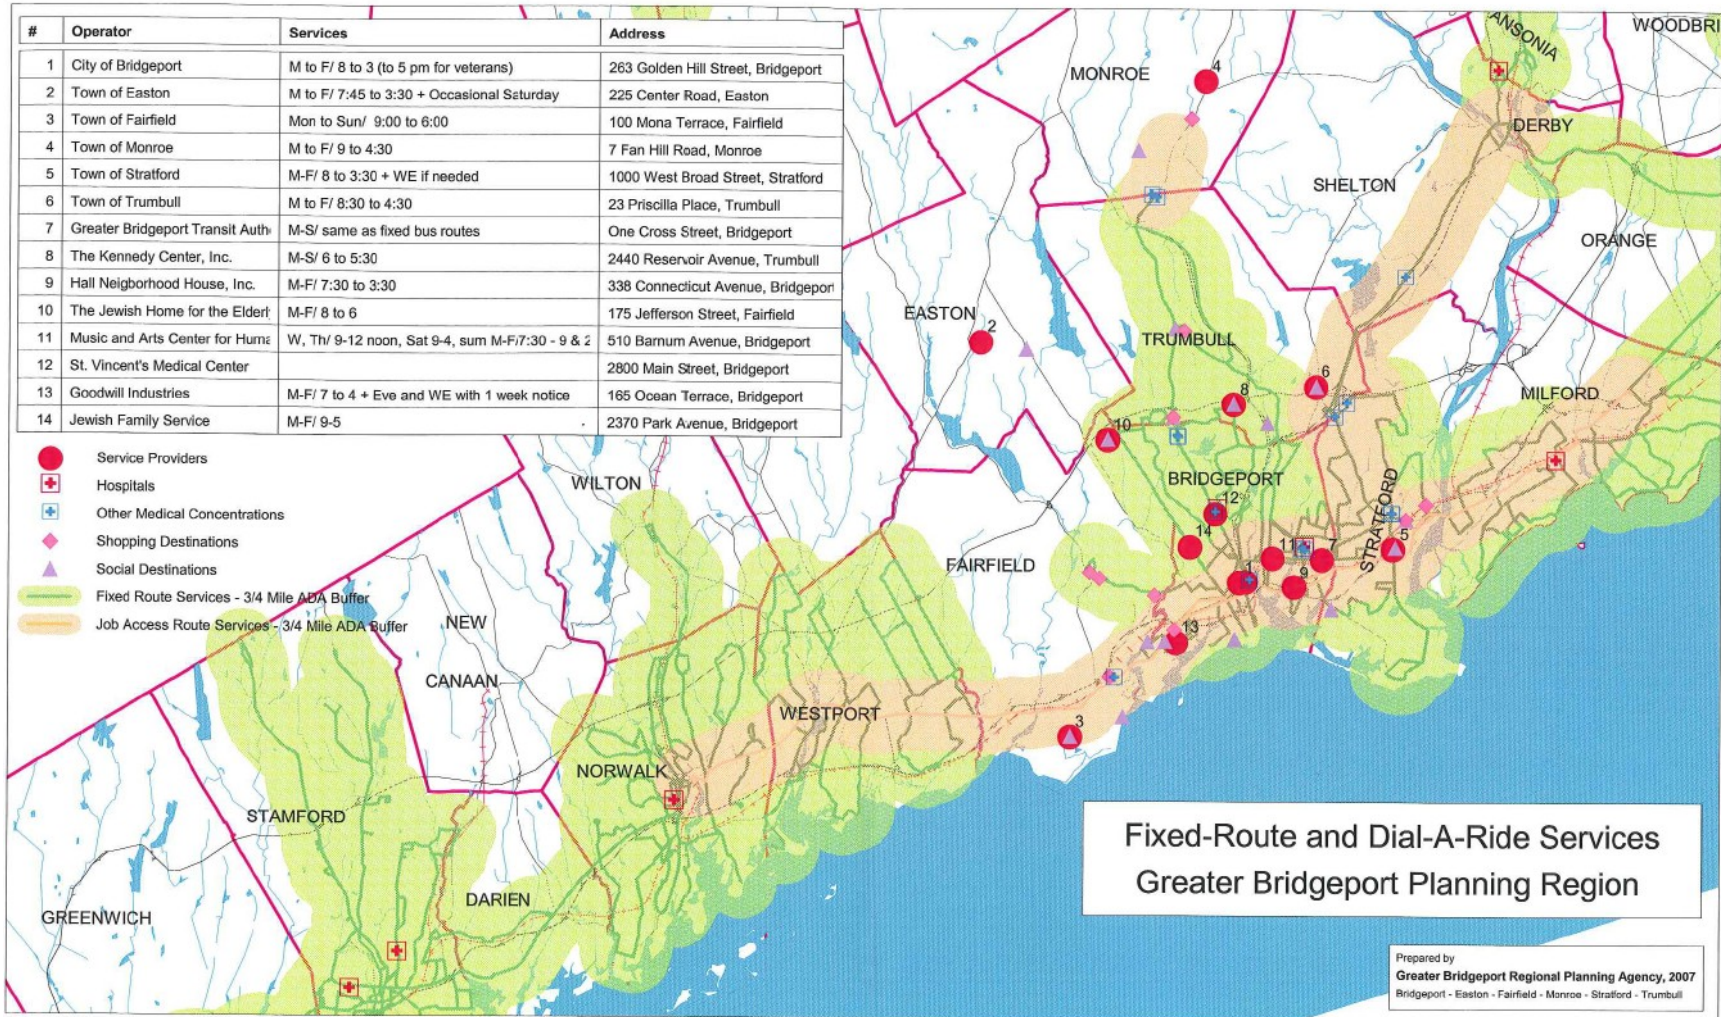 # Operator Services Address
1 City of Bridgeport M to F/ 8 to 3 (to 5 pm for veterans) 263 Golden Hill Street, Bridgeport
2 Town of Easton M to F/ 7:45 to 3:30 + Occasional Saturday 225 Center Road, Easton
3 Town of Fairfield Mon to Sun/ 9:00 to 6:00 100 Mona Terrace, Fairfield
4 Town of Monroe M to F/ 9 to 4:30 7 Fan Hill Road, Monroe
5 Town of Stratford M-F/ 8 to 3:30 + WE if needed 1000 West Broad Street, Stratford
6 Town of Trumbull M to F/ 8:30 to 4:30 23 Priscilla Place, Trumbull
7 Greater Bridgeport Transit Auth M-S/ same as fixed bus routes One Cross Street, Bridgeport
8 The Kennedy Center, Inc. M-S/ 6 to 5:30 2440 Reservoir Avenue, Trumbull
9 Hall Neigborhood House, Inc. M-F/ 7:30 to 3:30 338 Connecticut Avenue, Bridgeport
10 The Jewish Home for the Elderl M-F/ 8 to 6 175 Jefferson Street, Fairfield
11 Music and Arts Center for Huma W, Th/ 9-12 noon, Sat 9-4, sum M-F/7:30 - 9 & 2 510 Barnum Avenue, Bridgeport
12 St. Vincent's Medical Center 2800 Main Street, Bridgeport
13 Goodwill Industries M-F/ 7 to 4 + Eve and WE with 1 week notice 165 Ocean Terrace, Bridgeport
14 Jewish Family Service M-F/ 9-5 2370 Park Avenue, Bridgeport
Service Providers
Hospitals
Other Medical Concentrations
Shopping Destinations
Social Destinations
Fixed Route Services - 3/4 Mile ADA Buffer
Job Access Route Services - 3/4 Mile ADA Buffer
ANSONIA
WOODBRI
MONROE
4
DERBY
SHELTON
ORANGE
EASTON
2
TRUMBULL
6
8
MILFORD
10
WILTON
BRIDGEPORT
12
STRATFORD
14
11
7
5
FAIRFIELD
1
9
NEW
CANAAN
13
WESTPORT
3
NORWALK
STAMFORD
DARIEN
GREENWICH
Fixed-Route and Dial-A-Ride Services
Greater Bridgeport Planning Region
Prepared by
Greater Bridgeport Regional Planning Agency, 2007
Bridgeport - Easton - Fairfield - Monroe - Stratford - Trumbull